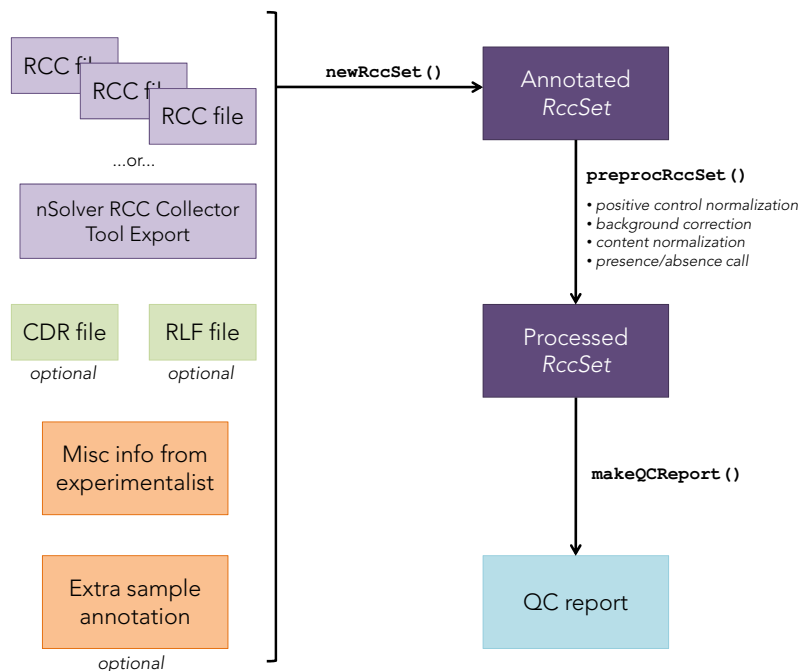 RCC file
RCC file
RCC file
...or...
nSolver RCC Collector
Tool Export
CDR file
optional
RLF file
optional
Misc info from
experimentalist
Extra sample
annotation
optional
newRccSet()
Annotated
RccSet
preprocRccSet()
• positive control normalization
• background correction
• content normalization
• presence/absence call
Processed
RccSet
makeQCReport()
QC report